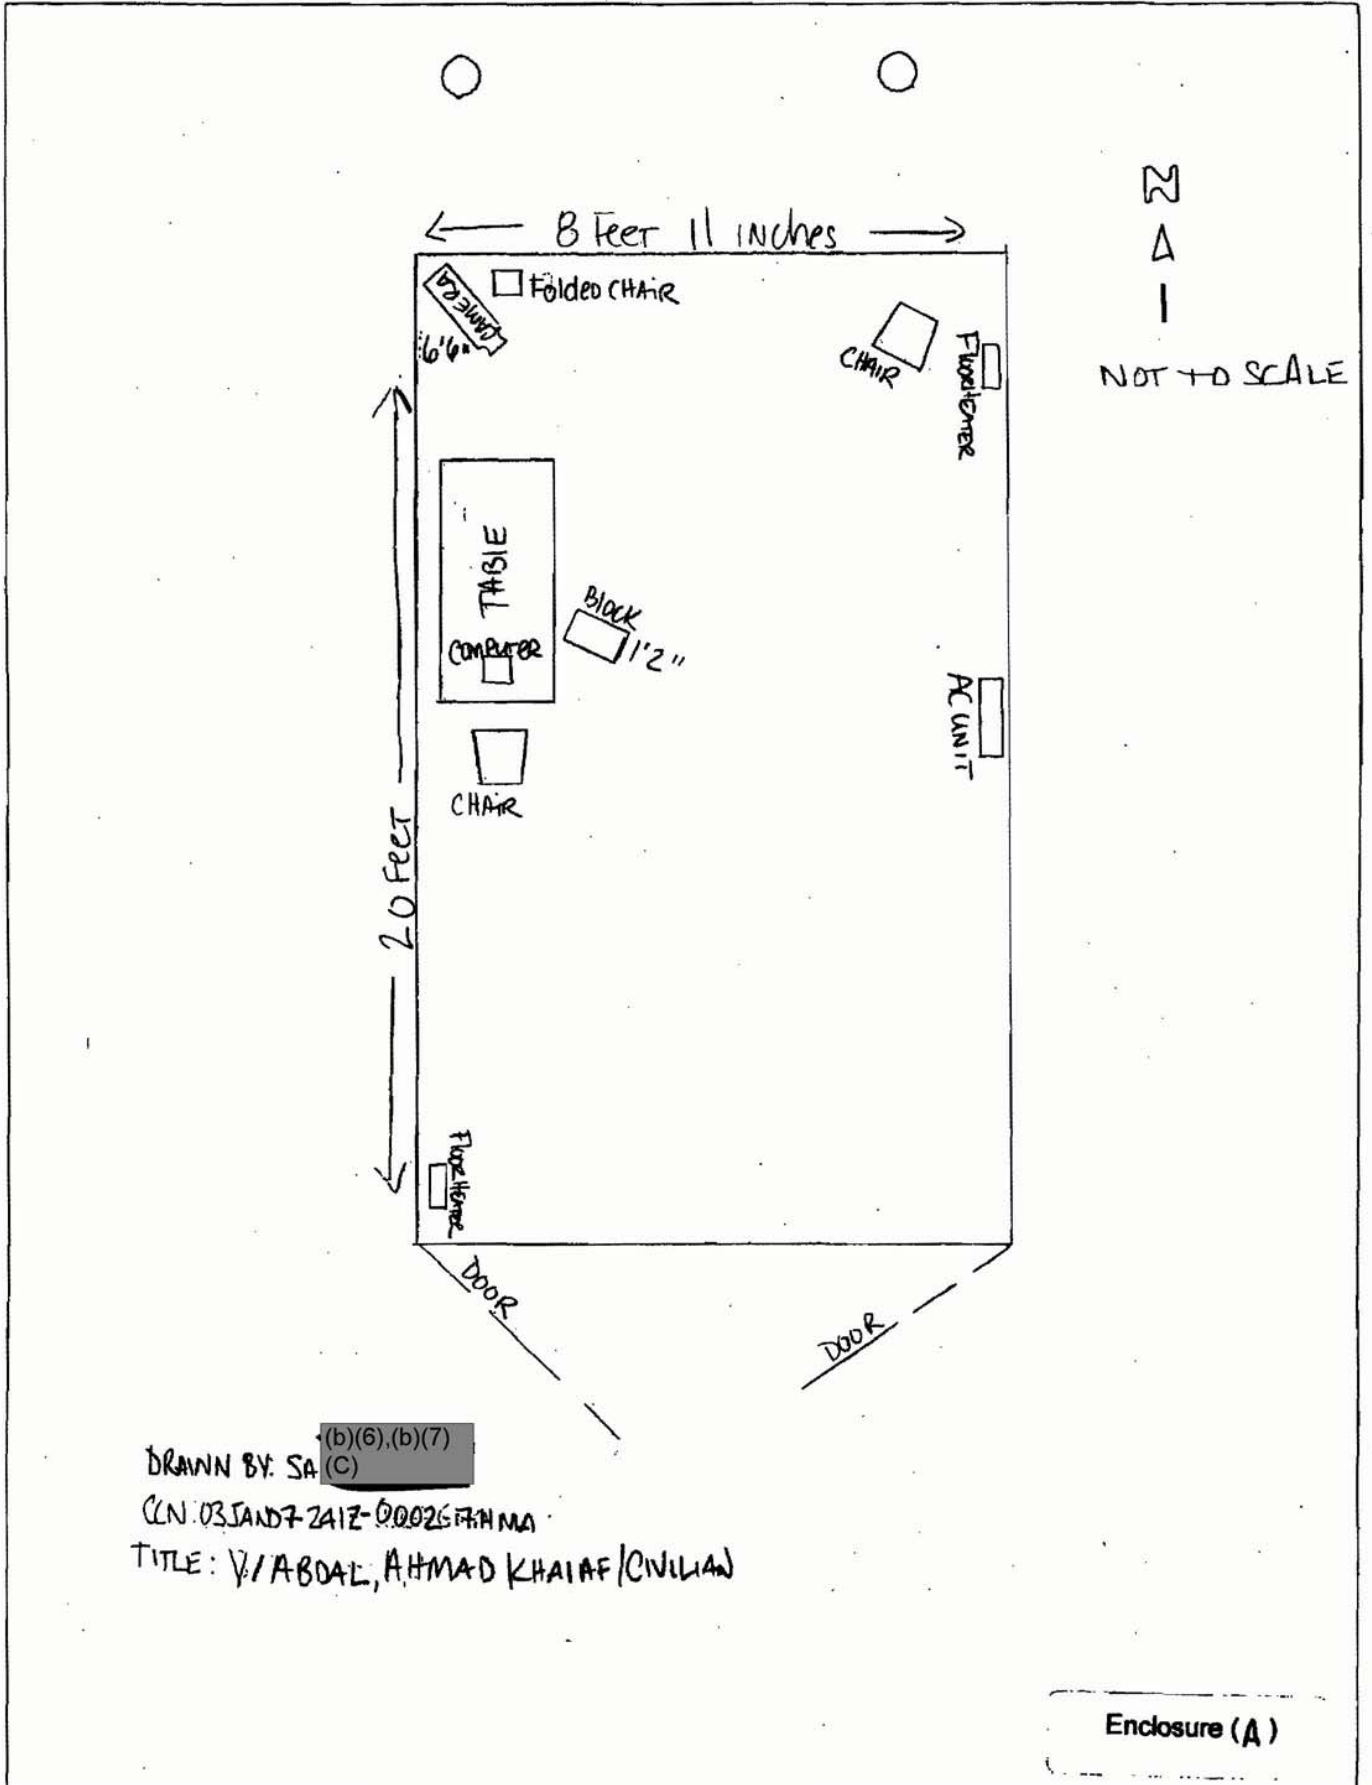 N
8 Feet 11 inches
Folded CHAIR
CAMERA
6'6"
CHAIR
Floor HEATER
NOT TO SCALE
TABLE
BlOCK
1'2"
COMPUTER
AC UNIT
CHAIR
20 Feet
Floor Heater
DOOR
DOOR
(b)(6),(b)(7)
DRAWN BY: SA (C)
CCN:
TITLE: V/ABDAL, AHMAD KHALAF/CIVILIAN
Enclosure (A)